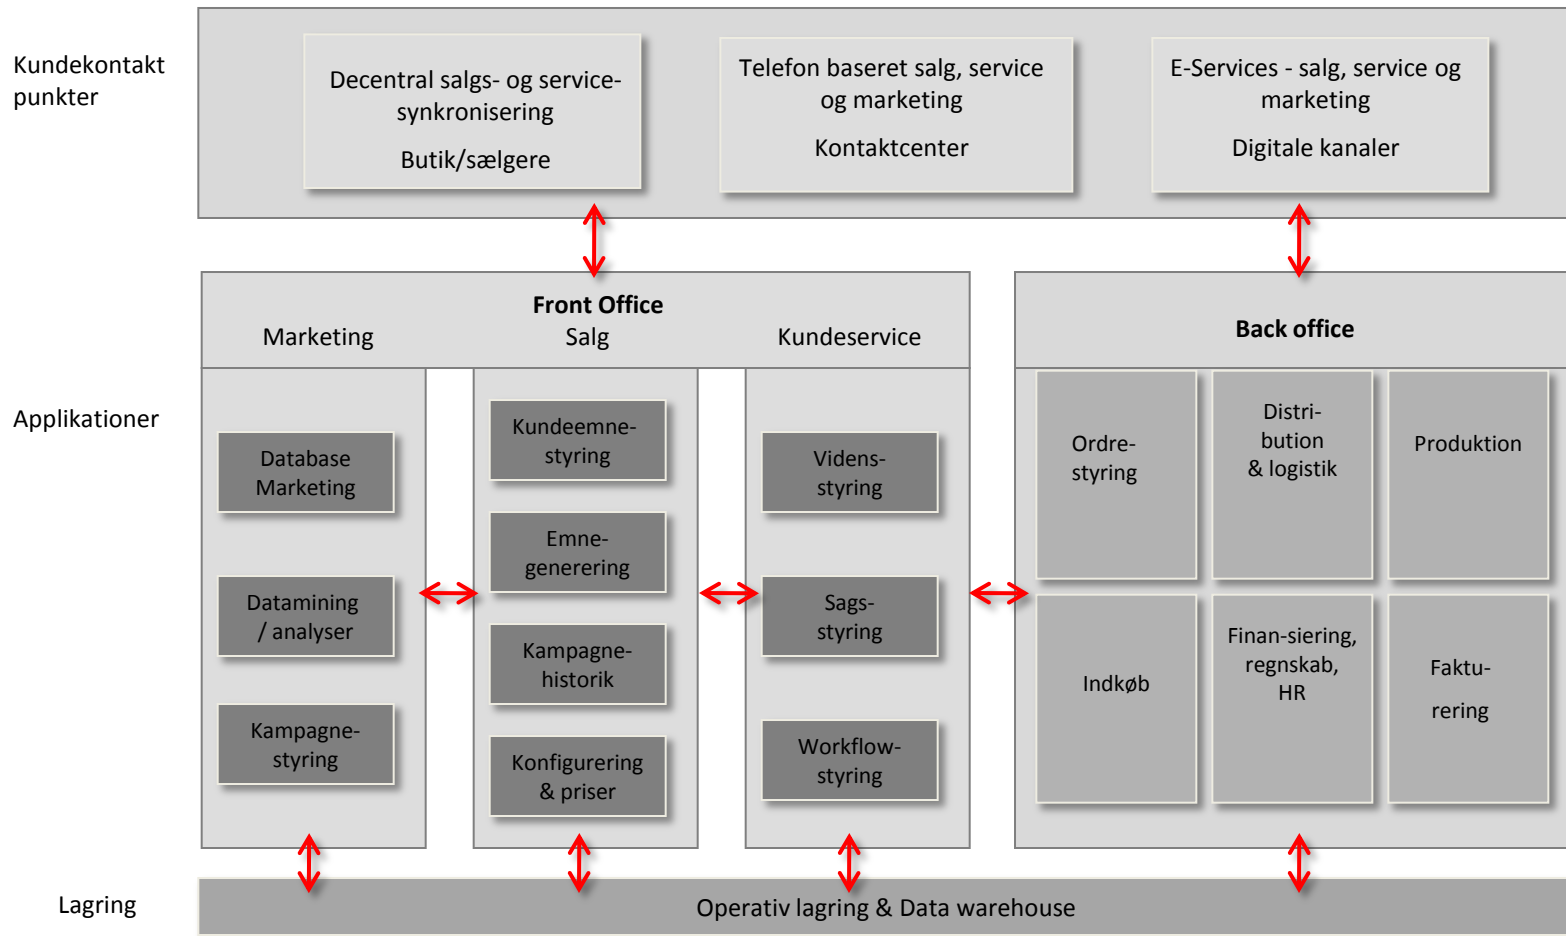 Kundekontakt
punkter
Decentral salgs- og service-
synkronisering
Butik/sælgere
Telefon baseret salg, service
og marketing
Kontaktcenter
E-Services - salg, service og
marketing
Digitale kanaler
Applikationer
Front Office
Marketing
Salg
Kundeservice
Database
Marketing
Datamining
/ analyser
Kampagne-
styring
Kundeemne-
styring
Emne-
generering
Kampagne-
historik
Konfigurering
& priser
Videns-
styring
Sags-
styring
Workflow-
styring
Back office
Ordre-
styring
Distri-
bution
& logistik
Produktion
Indkøb
Finan-siering,
regnskab,
HR
Faktu-
rering
Lagring
Operativ lagring & Data warehouse